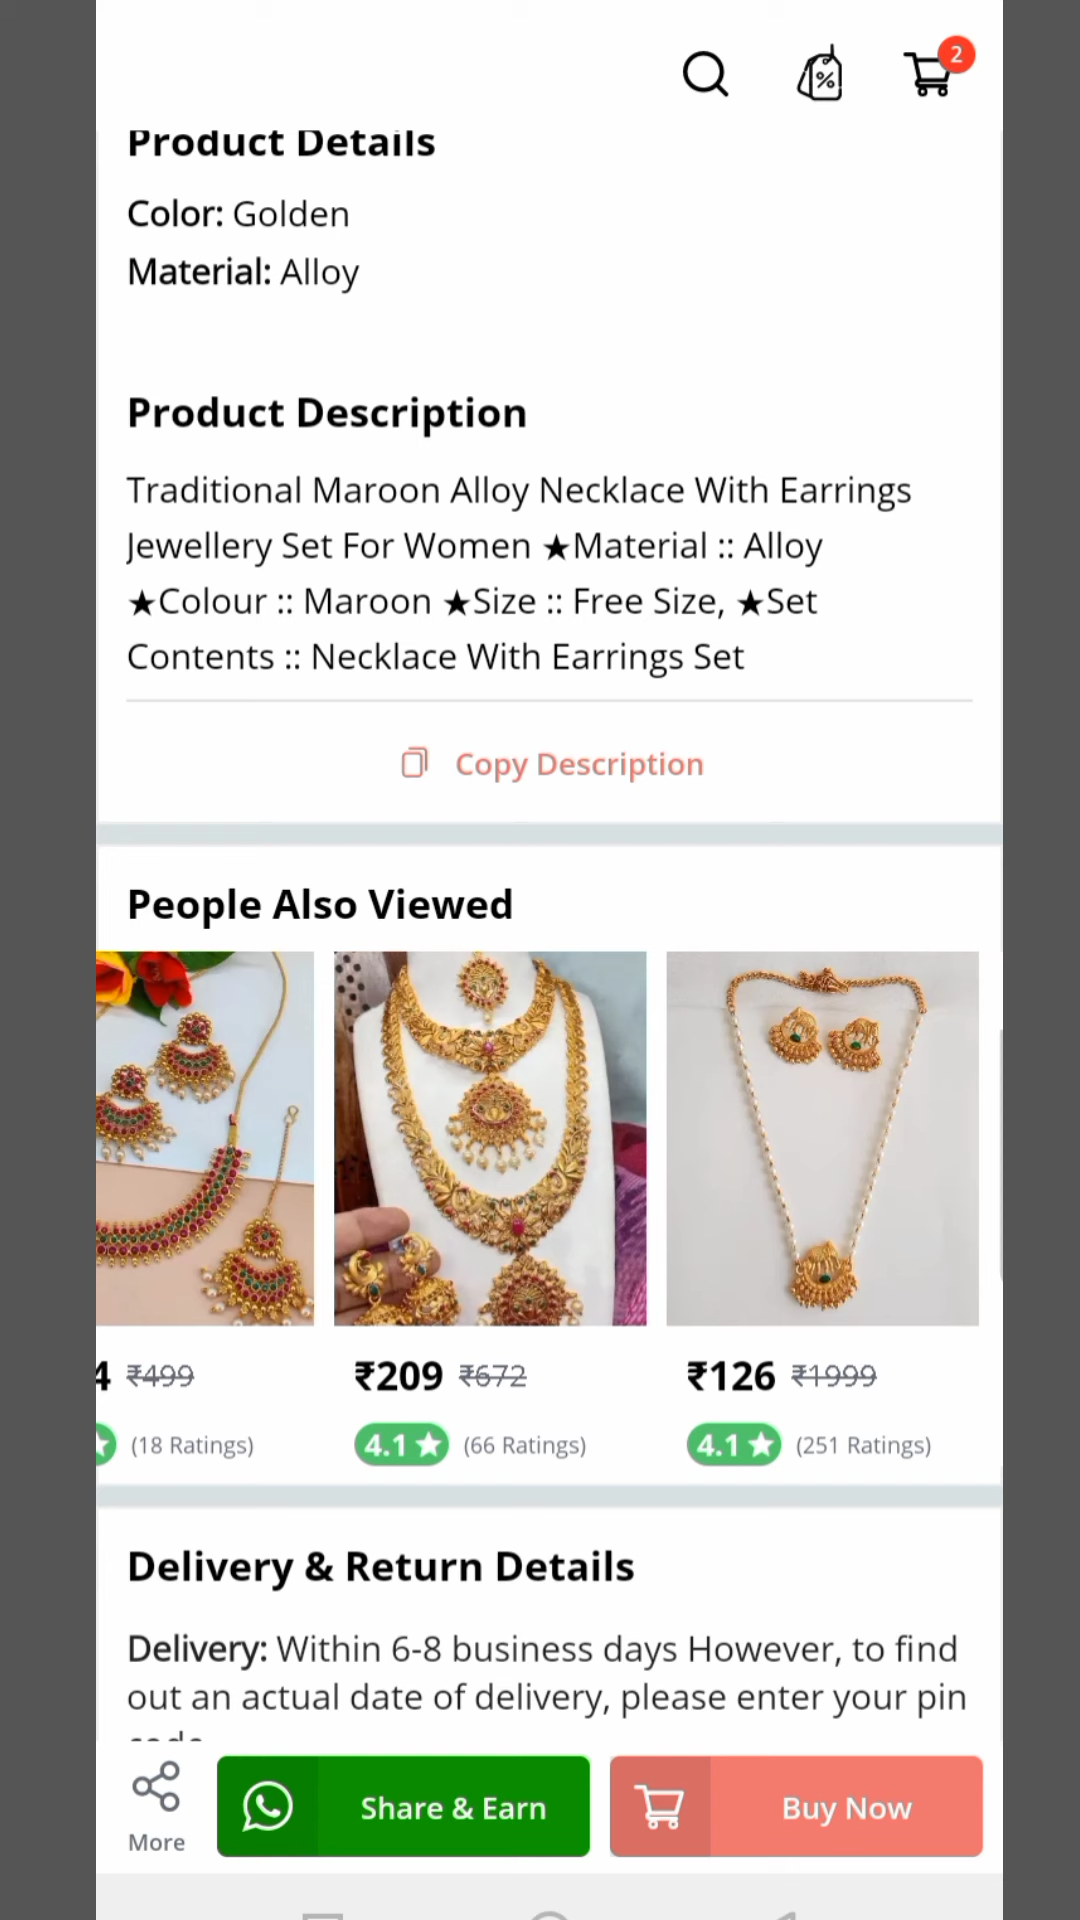 2
Product Details
Color: Golden
Material: Alloy
Product Description
Traditional Maroon Alloy Necklace With Earrings
Jewellery Set For Women ★Material :: Alloy
★Colour :: Maroon ★Size :: Free Size, ★Set
Contents :: Necklace With Earrings Set
Copy Description
People Also Viewed
4 ₹499 ₹209 ₹672 ₹126 ₹1999
(18 Ratings) 4.1★ (66 Ratings) 4.1★ (251 Ratings)
Delivery & Return Details
Delivery: Within 6-8 business days However, to find
out an actual date of delivery, please enter your pin
More
Share & Earn
Buy Now